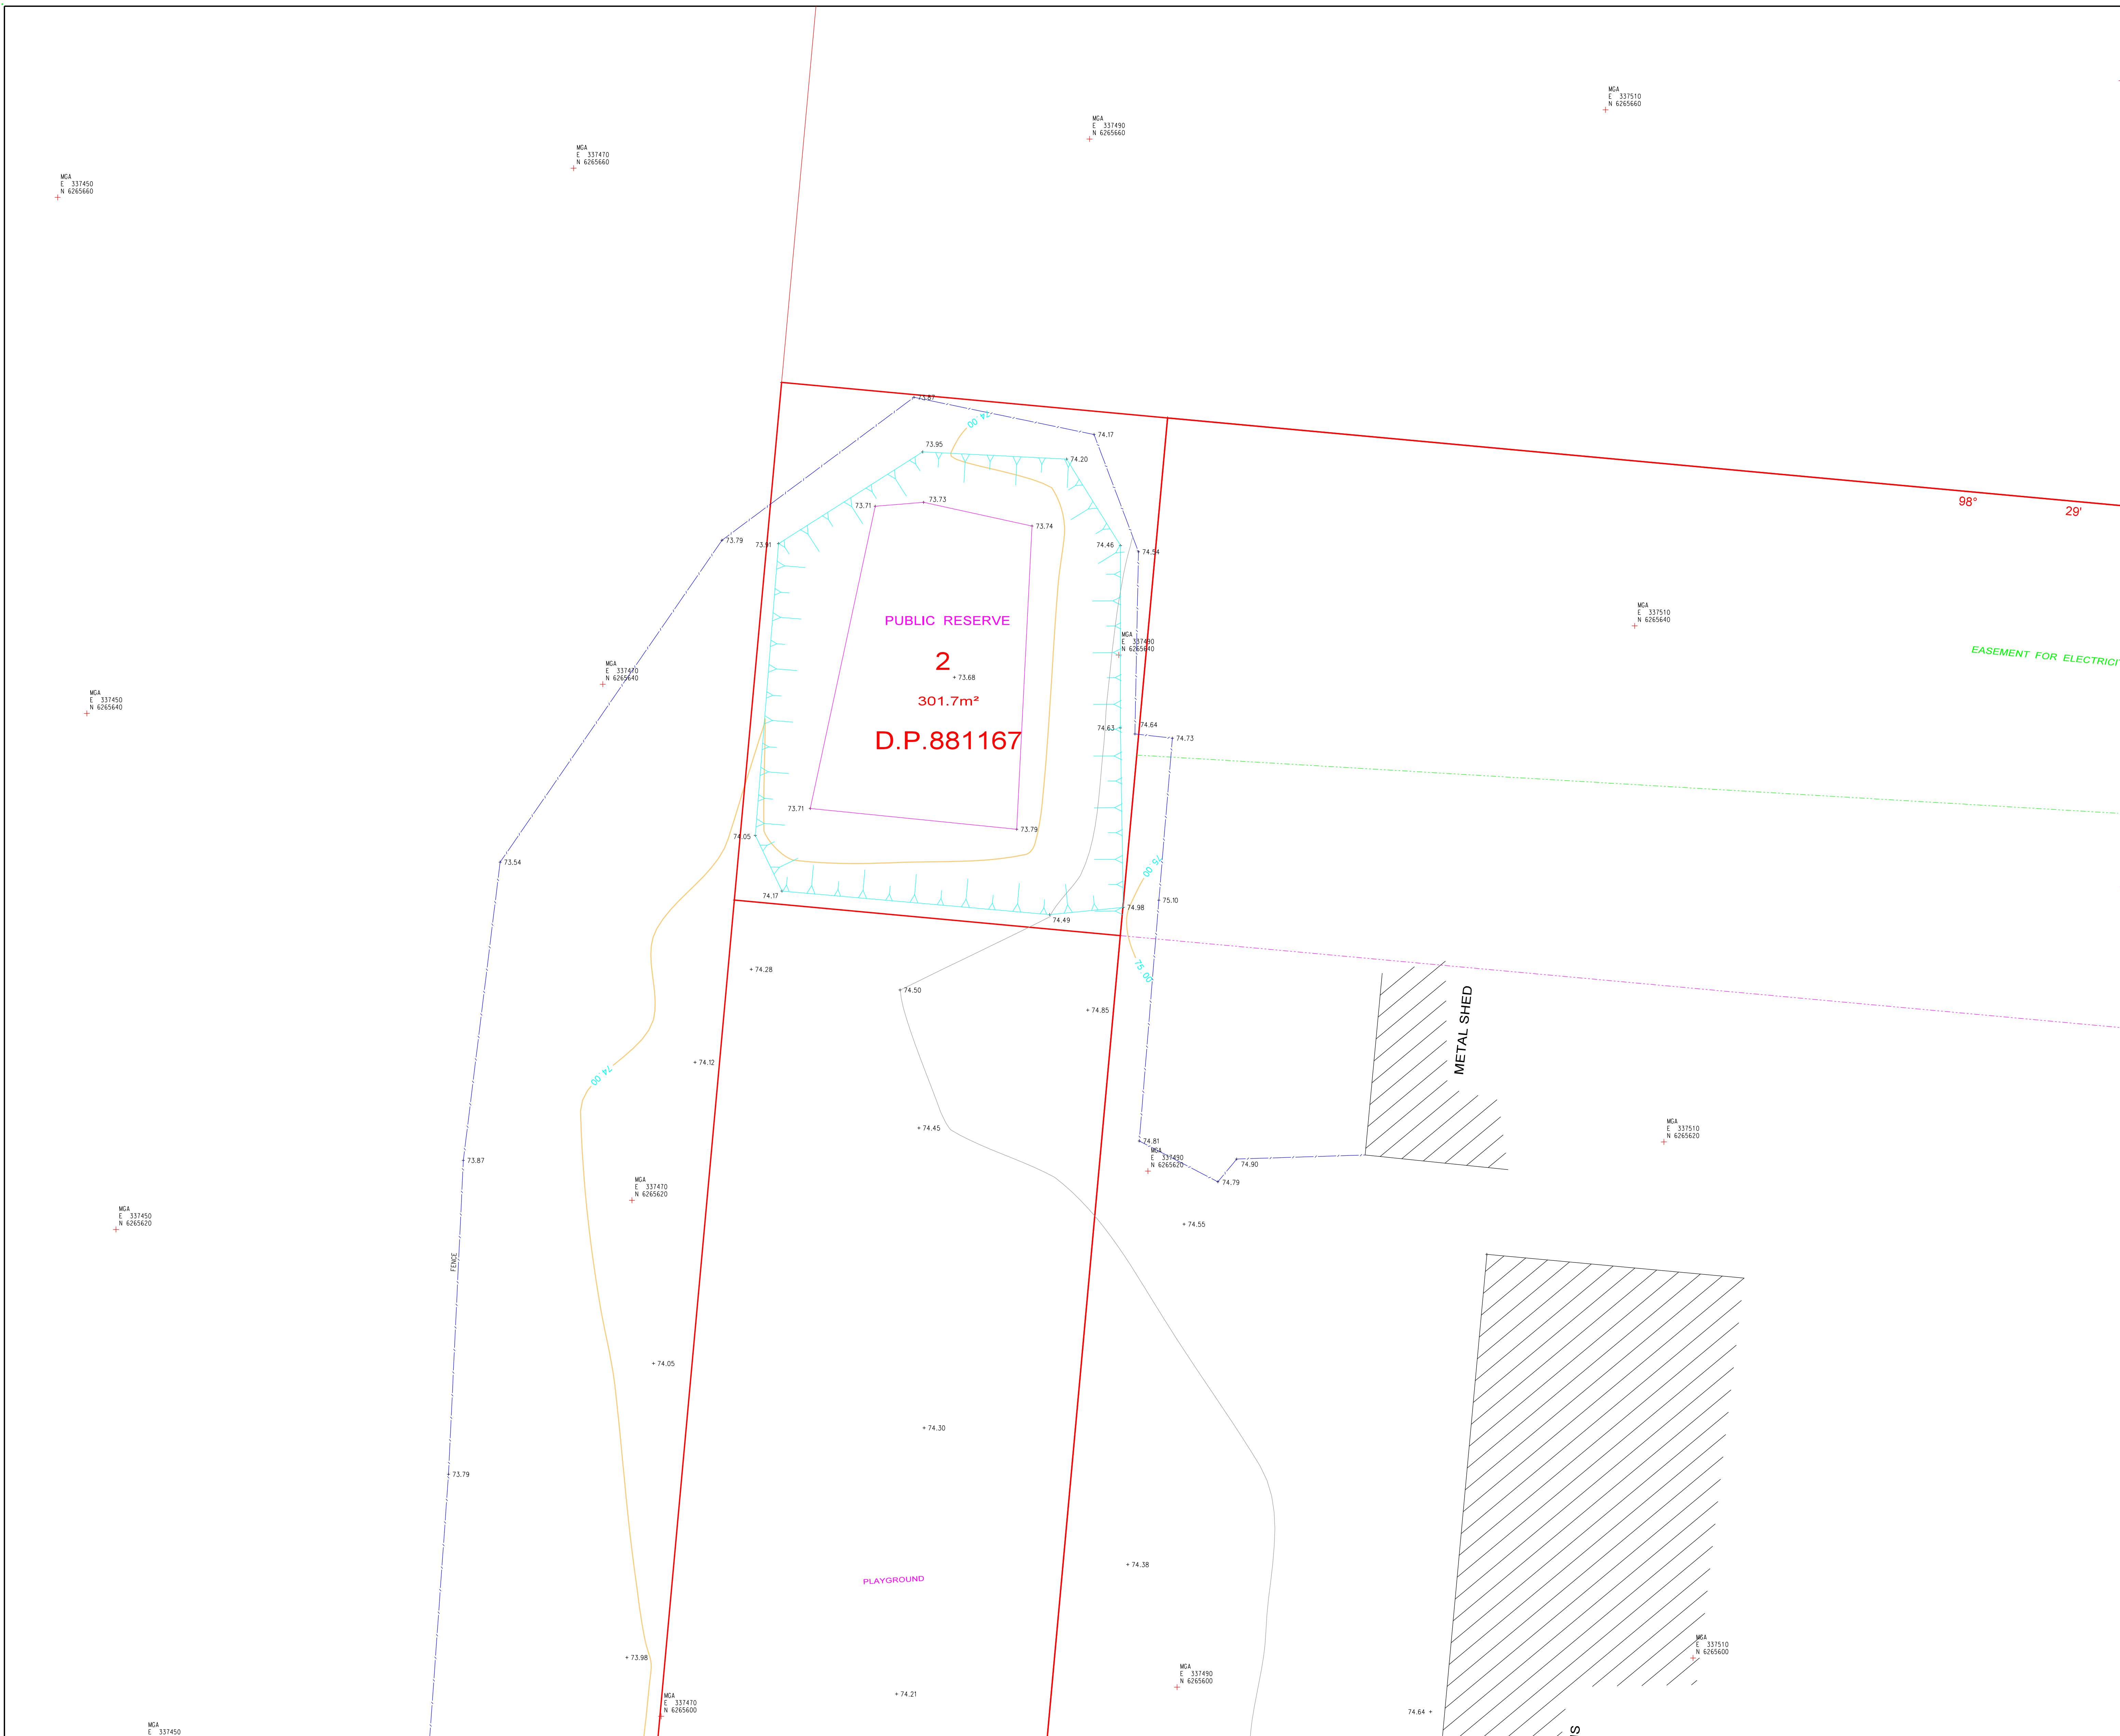 MGA
E 337510
N 6265660
MGA
E 337490
N 6265660
MGA
E 337470
N 6265660
MGA
E 337450
N 6265660
73.87
74.00
74.17
73.95
74.20
98°
29'
73.71
73.73
73.74
73.79
73.91
74.46
74.54
PUBLIC RESERVE
MGA
E 337510
N 6265640
MGA
E 337490
N 6265640
EASEMENT FOR ELECTRICI
2
73.68
MGA
E 337470
N 6265640
301.7m²
MGA
E 337450
N 6265640
74.63
74.64
74.73
D.P.881167
73.71
73.79
74.05
73.54
75.00
74.17
74.98
75.10
74.49
74.28
75.00
74.50
74.85
METAL SHED
74.12
74.00
74.45
MGA
E 337510
N 6265620
74.81
MGA
E 337490
N 6265620
74.90
73.87
74.79
MGA
E 337470
N 6265620
MGA
E 337450
N 6265620
74.55
FENCE
74.05
74.30
73.79
74.38
PLAYGROUND
MGA
E 337510
N 6265600
73.98
MGA
E 337490
N 6265600
74.21
MGA
E 337470
N 6265600
74.64
MGA
E 337450